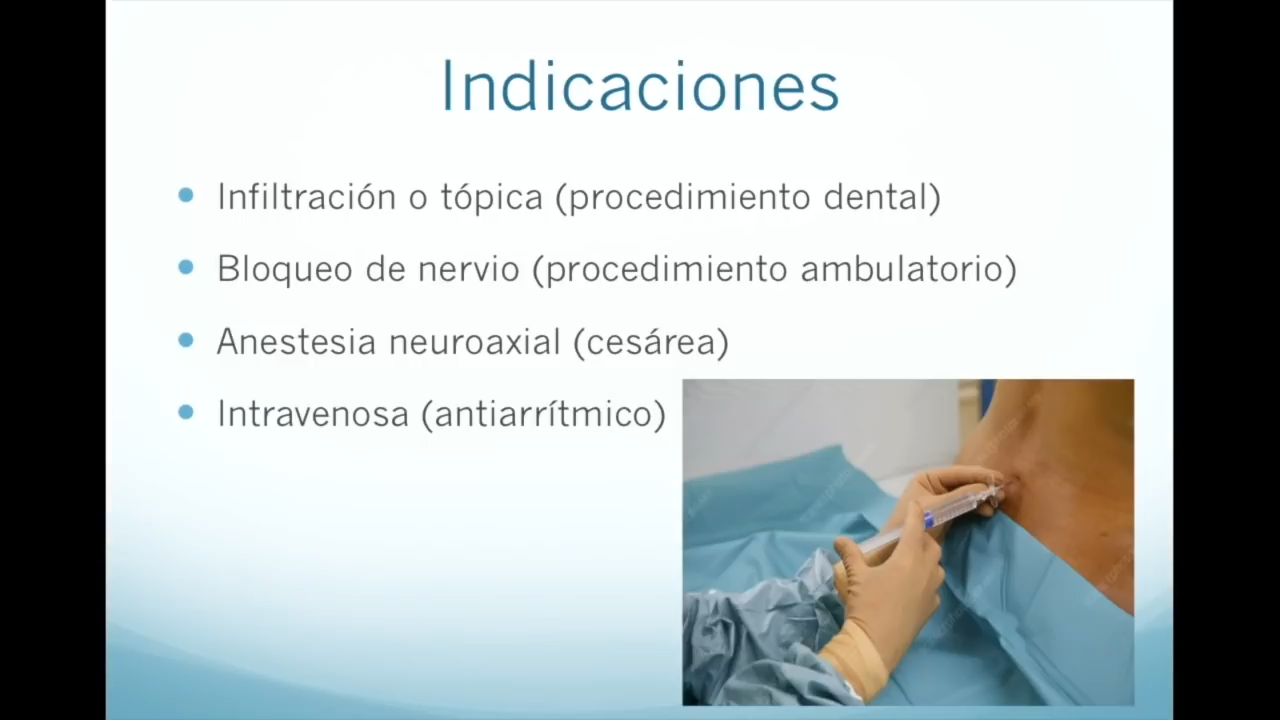 Indicaciones
Infiltración o tópica (procedimiento dental)
Bloqueo de nervio (procedimiento ambulatorio)
Anestesia neuroaxial (cesárea)
Intravenosa (antiarrítmico)